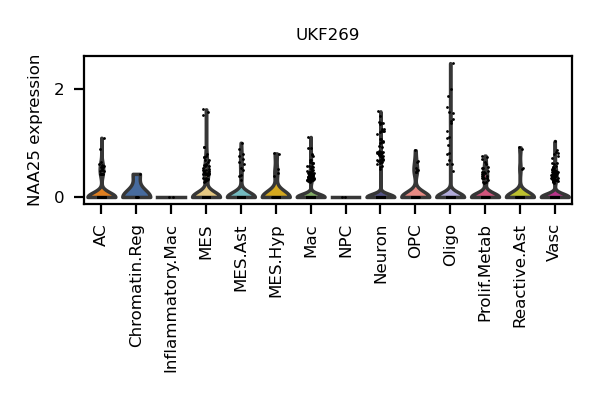 UKF269
NAA25 expression
2
0
AC
Chromatin.Reg
Inflammatory.Mac
MES
MES.Ast
MES.Hyp
Mac
NPC
Neuron
OPC
Oligo
Prolif.Metab
Reactive.Ast
Vasc